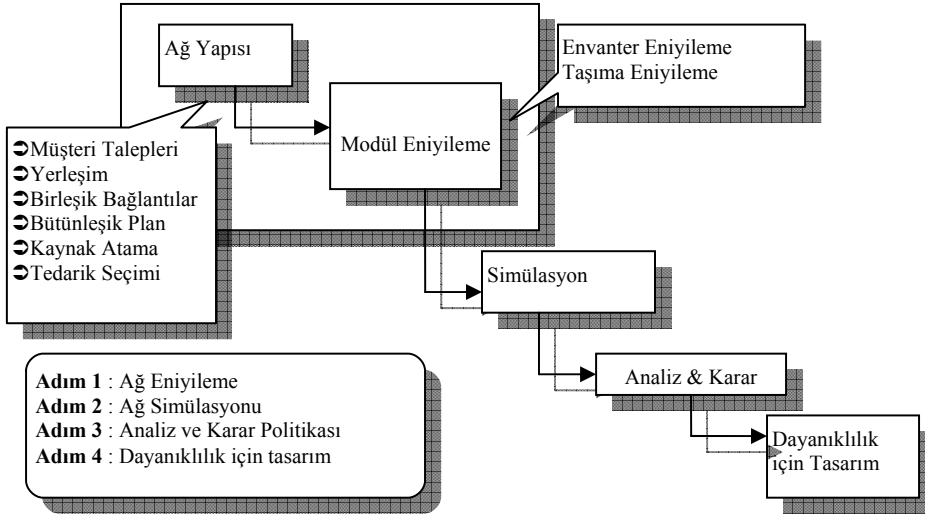 Ağ Yapısı
Envanter Eniyileme
Taşıma Eniyileme
Modül Eniyileme
➲Müşteri Talepleri
➲Yerleşim
➲Birleşik Bağlantılar
➲Bütünleşik Plan
➲Kaynak Atama
➲Tedarik Seçimi
Simülasyon
Analiz & Karar
Dayanıklılık
için Tasarım
Adım 1 : Ağ Eniyileme
Adım 2 : Ağ Simülasyonu
Adım 3 : Analiz ve Karar Politikası
Adım 4 : Dayanıklılık için tasarım